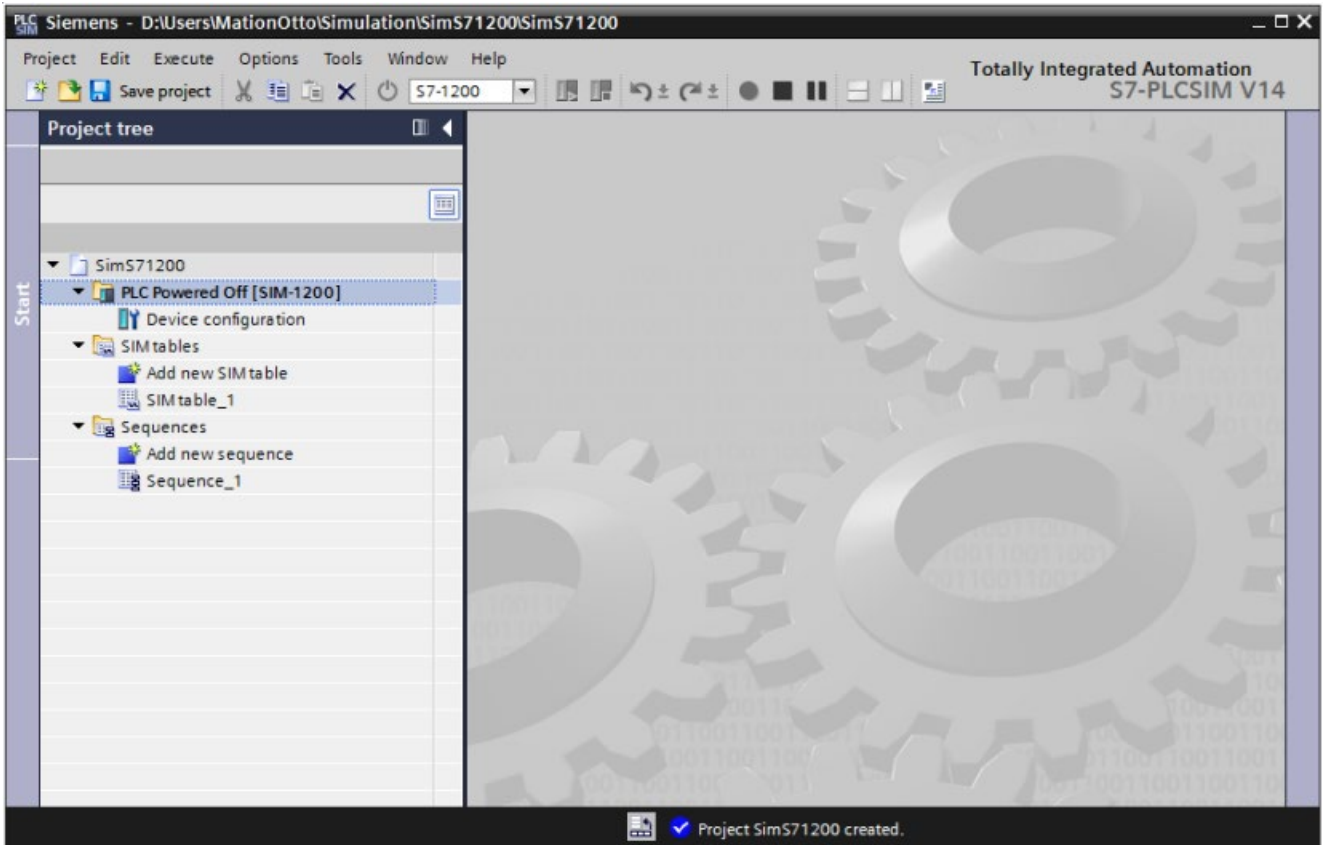 PLC SIM Siemens - D:\Users\MationOtto\Simulation\SimS71200\SimS71200
Project Edit Execute Options Tools Window Help
Totally Integrated Automation
S7-PLCSIM V14
Save project S7-1200
Project tree
Start
SimS71200
PLC Powered Off [SIM-1200]
Device configuration
SIM tables
Add new SIM table
SIM table_1
Sequences
Add new sequence
Sequence_1
Project SimS71200 created.